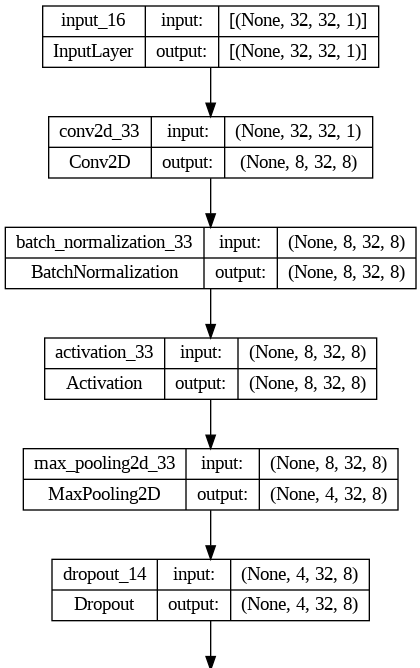 input_16 input: [(None, 32, 32, 1)]
InputLayer output: [(None, 32, 32, 1)]
conv2d_33 input: (None, 32, 32, 1)
Conv2D output: (None, 8, 32, 8)
batch_normalization_33 input: (None, 8, 32, 8)
BatchNormalization output: (None, 8, 32, 8)
activation_33 input: (None, 8, 32, 8)
Activation output: (None, 8, 32, 8)
max_pooling2d_33 input: (None, 8, 32, 8)
MaxPooling2D output: (None, 4, 32, 8)
dropout_14 input: (None, 4, 32, 8)
Dropout output: (None, 4, 32, 8)